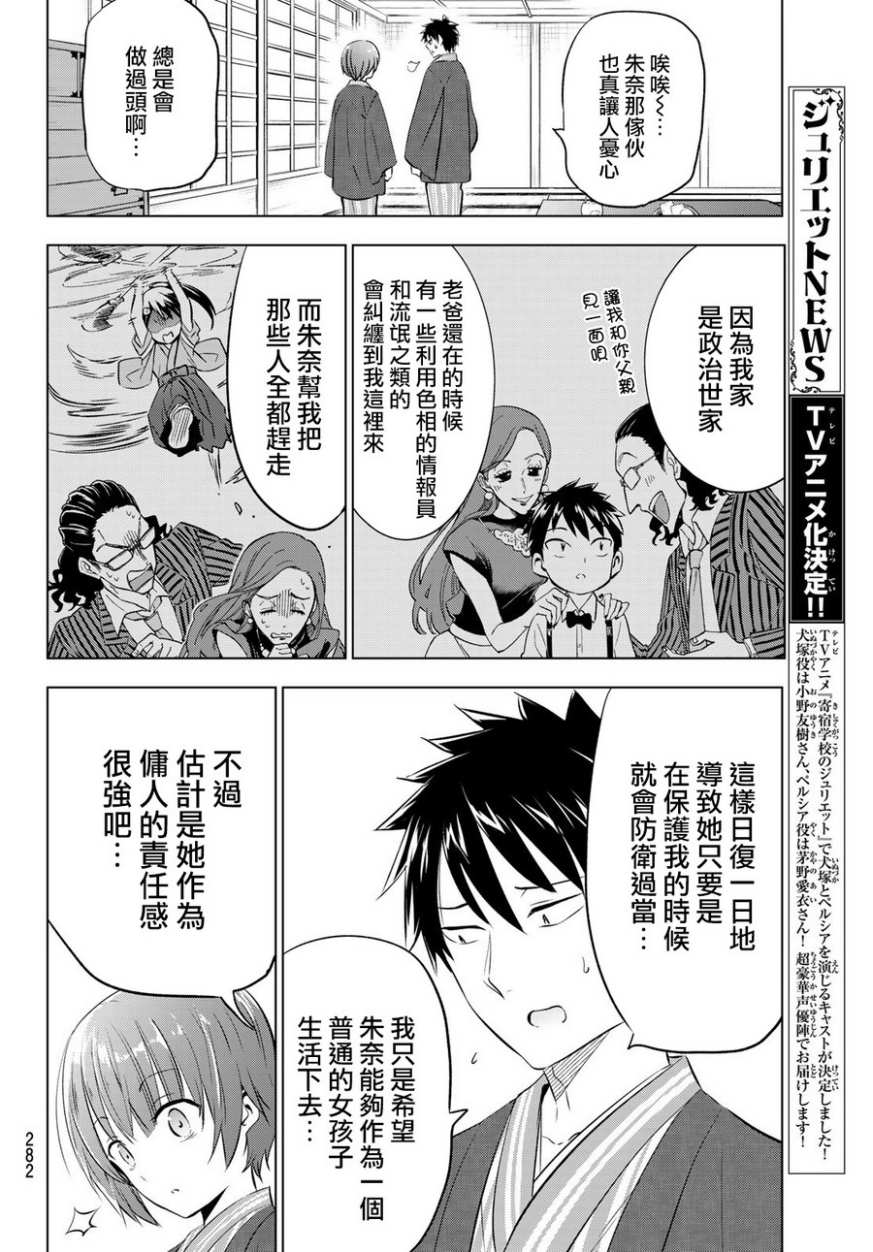 唉唉～…
朱奈那傢伙
也真讓人憂心
總是會
做過頭啊…
因為我家
是政治世家
讓我和你父親
見一面唄
老爸還在的時候
有一些利用色相的情報員
和流氓之類的
會糾纏到我這裡來
而朱奈幫我把
那些人全都趕走
這樣日復一日地
導致她只要是
在保護我的時候
就會防衛過當…
我只是希望
朱奈能夠作為一個
普通的女孩子
生活下去…
不過
估計是她作為
傭人的責任感
很強吧…
282
ジュリエットNEWS
TVアニメ化決定!!
TVアニメ『寄宿学校のジュリエット』で犬塚とペルシアを演じるキャストが決定しました!
犬塚役は小野友樹さん、ペルシア役は茅野愛衣さん! 超豪華声優陣でお届けします!